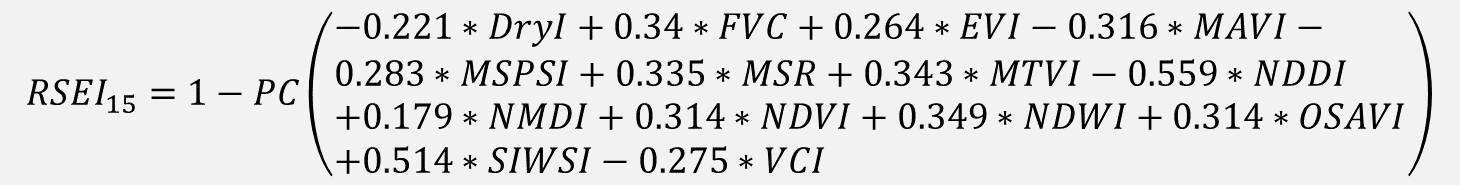 −0.221 * DryI + 0.34 * FVC + 0.264 * EVI − 0.316 * MAVI −
0.283 * MSPSI + 0.335 * MSR + 0.343 * MTVI − 0.559 * NDDI
RSEI₁₅ = 1 − PC(
+0.179 * NMDI + 0.314 * NDVI + 0.349 * NDWI + 0.314 * OSAVI
+0.514 * SIWSI − 0.275 * VCI
)